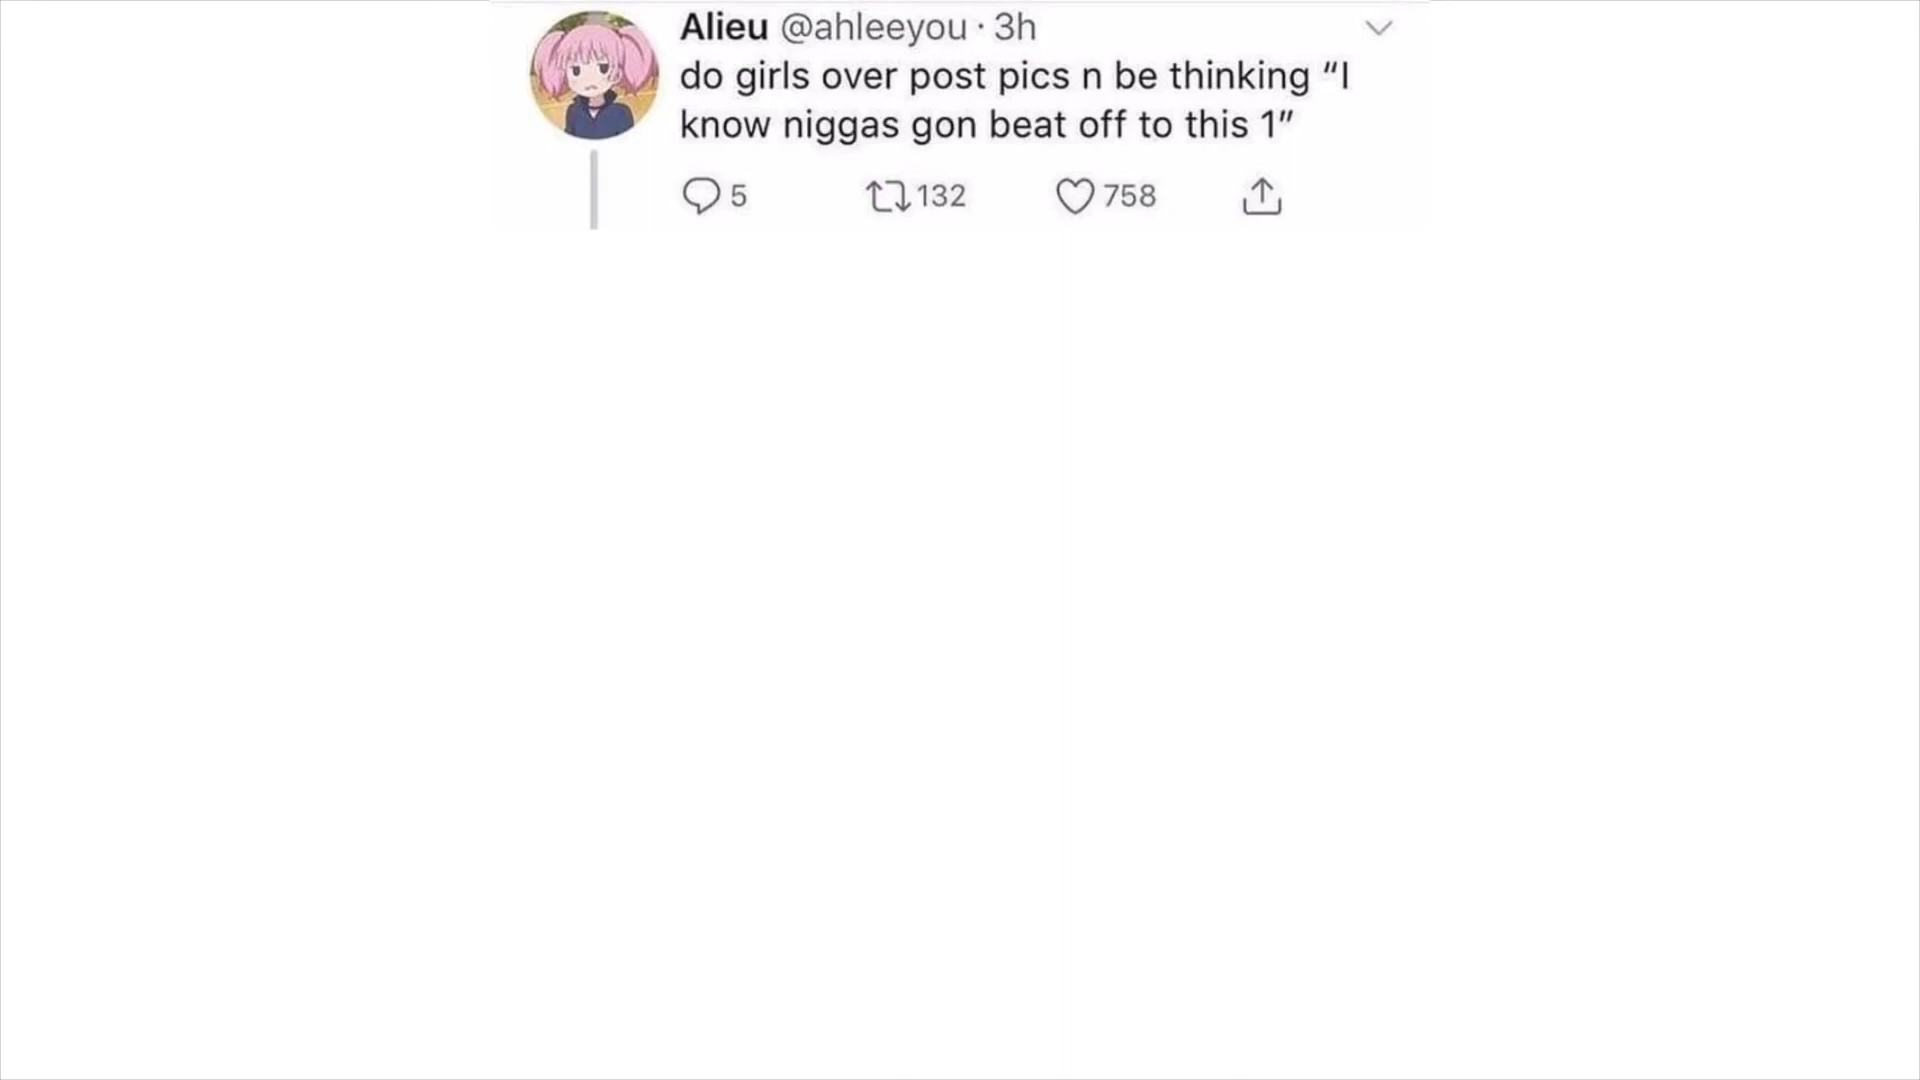 Alieu @ahleeyou · 3h
do girls over post pics n be thinking “I
know niggas gon beat off to this 1”
5 132 758